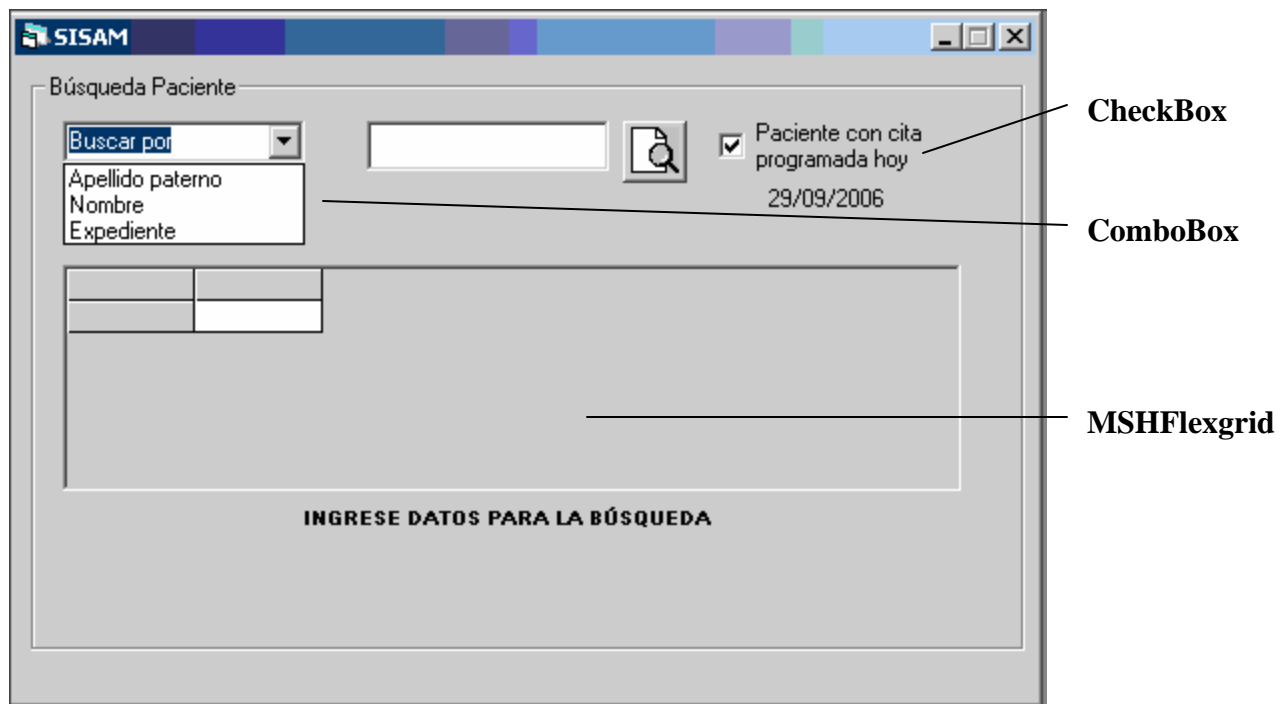 SISAM
Búsqueda Paciente
Buscar por
Apellido paterno
Nombre
Expediente
Paciente con cita
programada hoy
29/09/2006
CheckBox
ComboBox
MSHFlexgrid
INGRESE DATOS PARA LA BÚSQUEDA